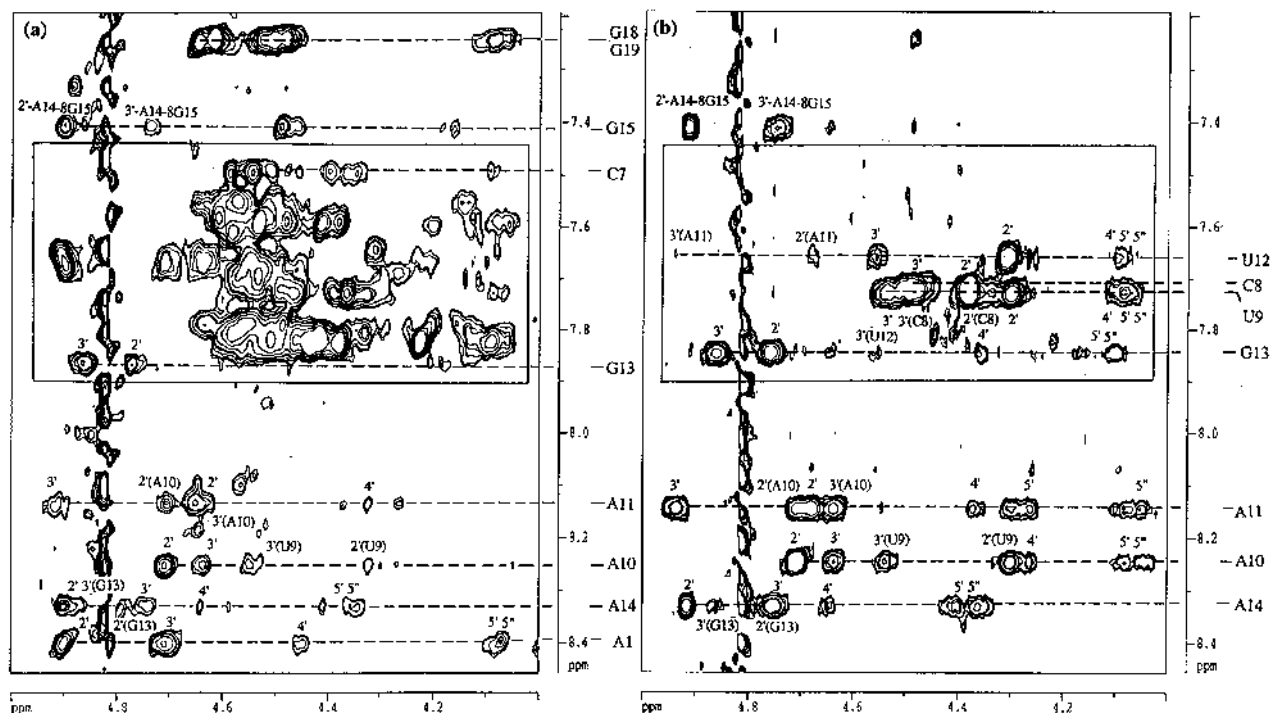 (a)
G18
G19
2'-A14-8G15
3'-A14-8G15
7.4
G15
C7
7.6
7.8
3'
2'
G13
8.0
3'
2'(A10)
2'
4'
A11
3'(A10)
8.2
2'
3'
3'(U9)
2'(U9)
A10
2' 3'(G13)
3'
4'
5' 5"
A14
2'
2'(G13)
3'
4'
5' 5"
8.4
A1
ppm
ppm
4.8
4.6
4.4
4.2
(b)
2'-A14-8G15
3'-A14-8G15
7.4
7.6
3'(A11)
2'(A11)
3'
2'
4' 5' 5"
U12
3'
2'
C8
3' 3'(C8)
2'(C8)
2'
4' 5' 5"
U9
7.8
3'
2'
3'(U12)
4'
5' 5"
G13
8.0
3'
2'(A10)
2'
3'(A10)
4'
5'
5"
A11
8.2
2'
3'
3'(U9)
2'(U9)
4'
5' 5"
A10
2'
3'(G13)
3'
2'(G13)
4'
5' 5"
A14
8.4
ppm
ppm
4.8
4.6
4.4
4.2